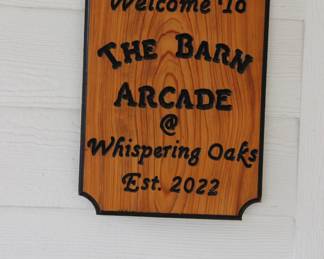 Welcome To
THE BARN
ARCADE
@
Whispering Oaks
Est. 2022